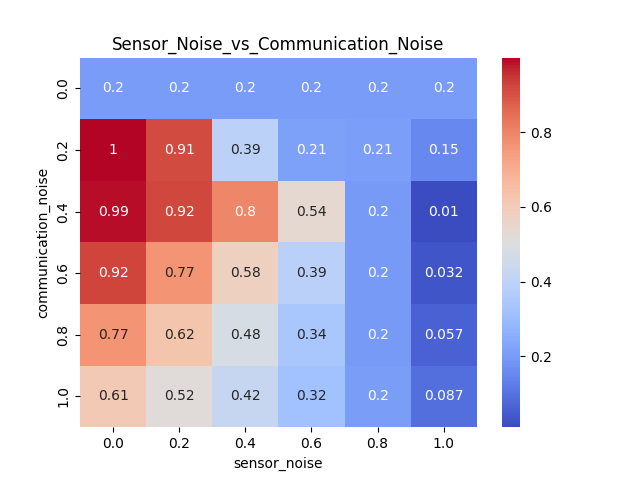 Sensor_Noise_vs_Communication_Noise
communication_noise
0.0 0.2 0.2 0.2 0.2 0.2 0.2
0.2 1 0.91 0.39 0.21 0.21 0.15
0.4 0.99 0.92 0.8 0.54 0.2 0.01
0.6 0.92 0.77 0.58 0.39 0.2 0.032
0.8 0.77 0.62 0.48 0.34 0.2 0.057
1.0 0.61 0.52 0.42 0.32 0.2 0.087
0.0 0.2 0.4 0.6 0.8 1.0
sensor_noise
0.8
0.6
0.4
0.2